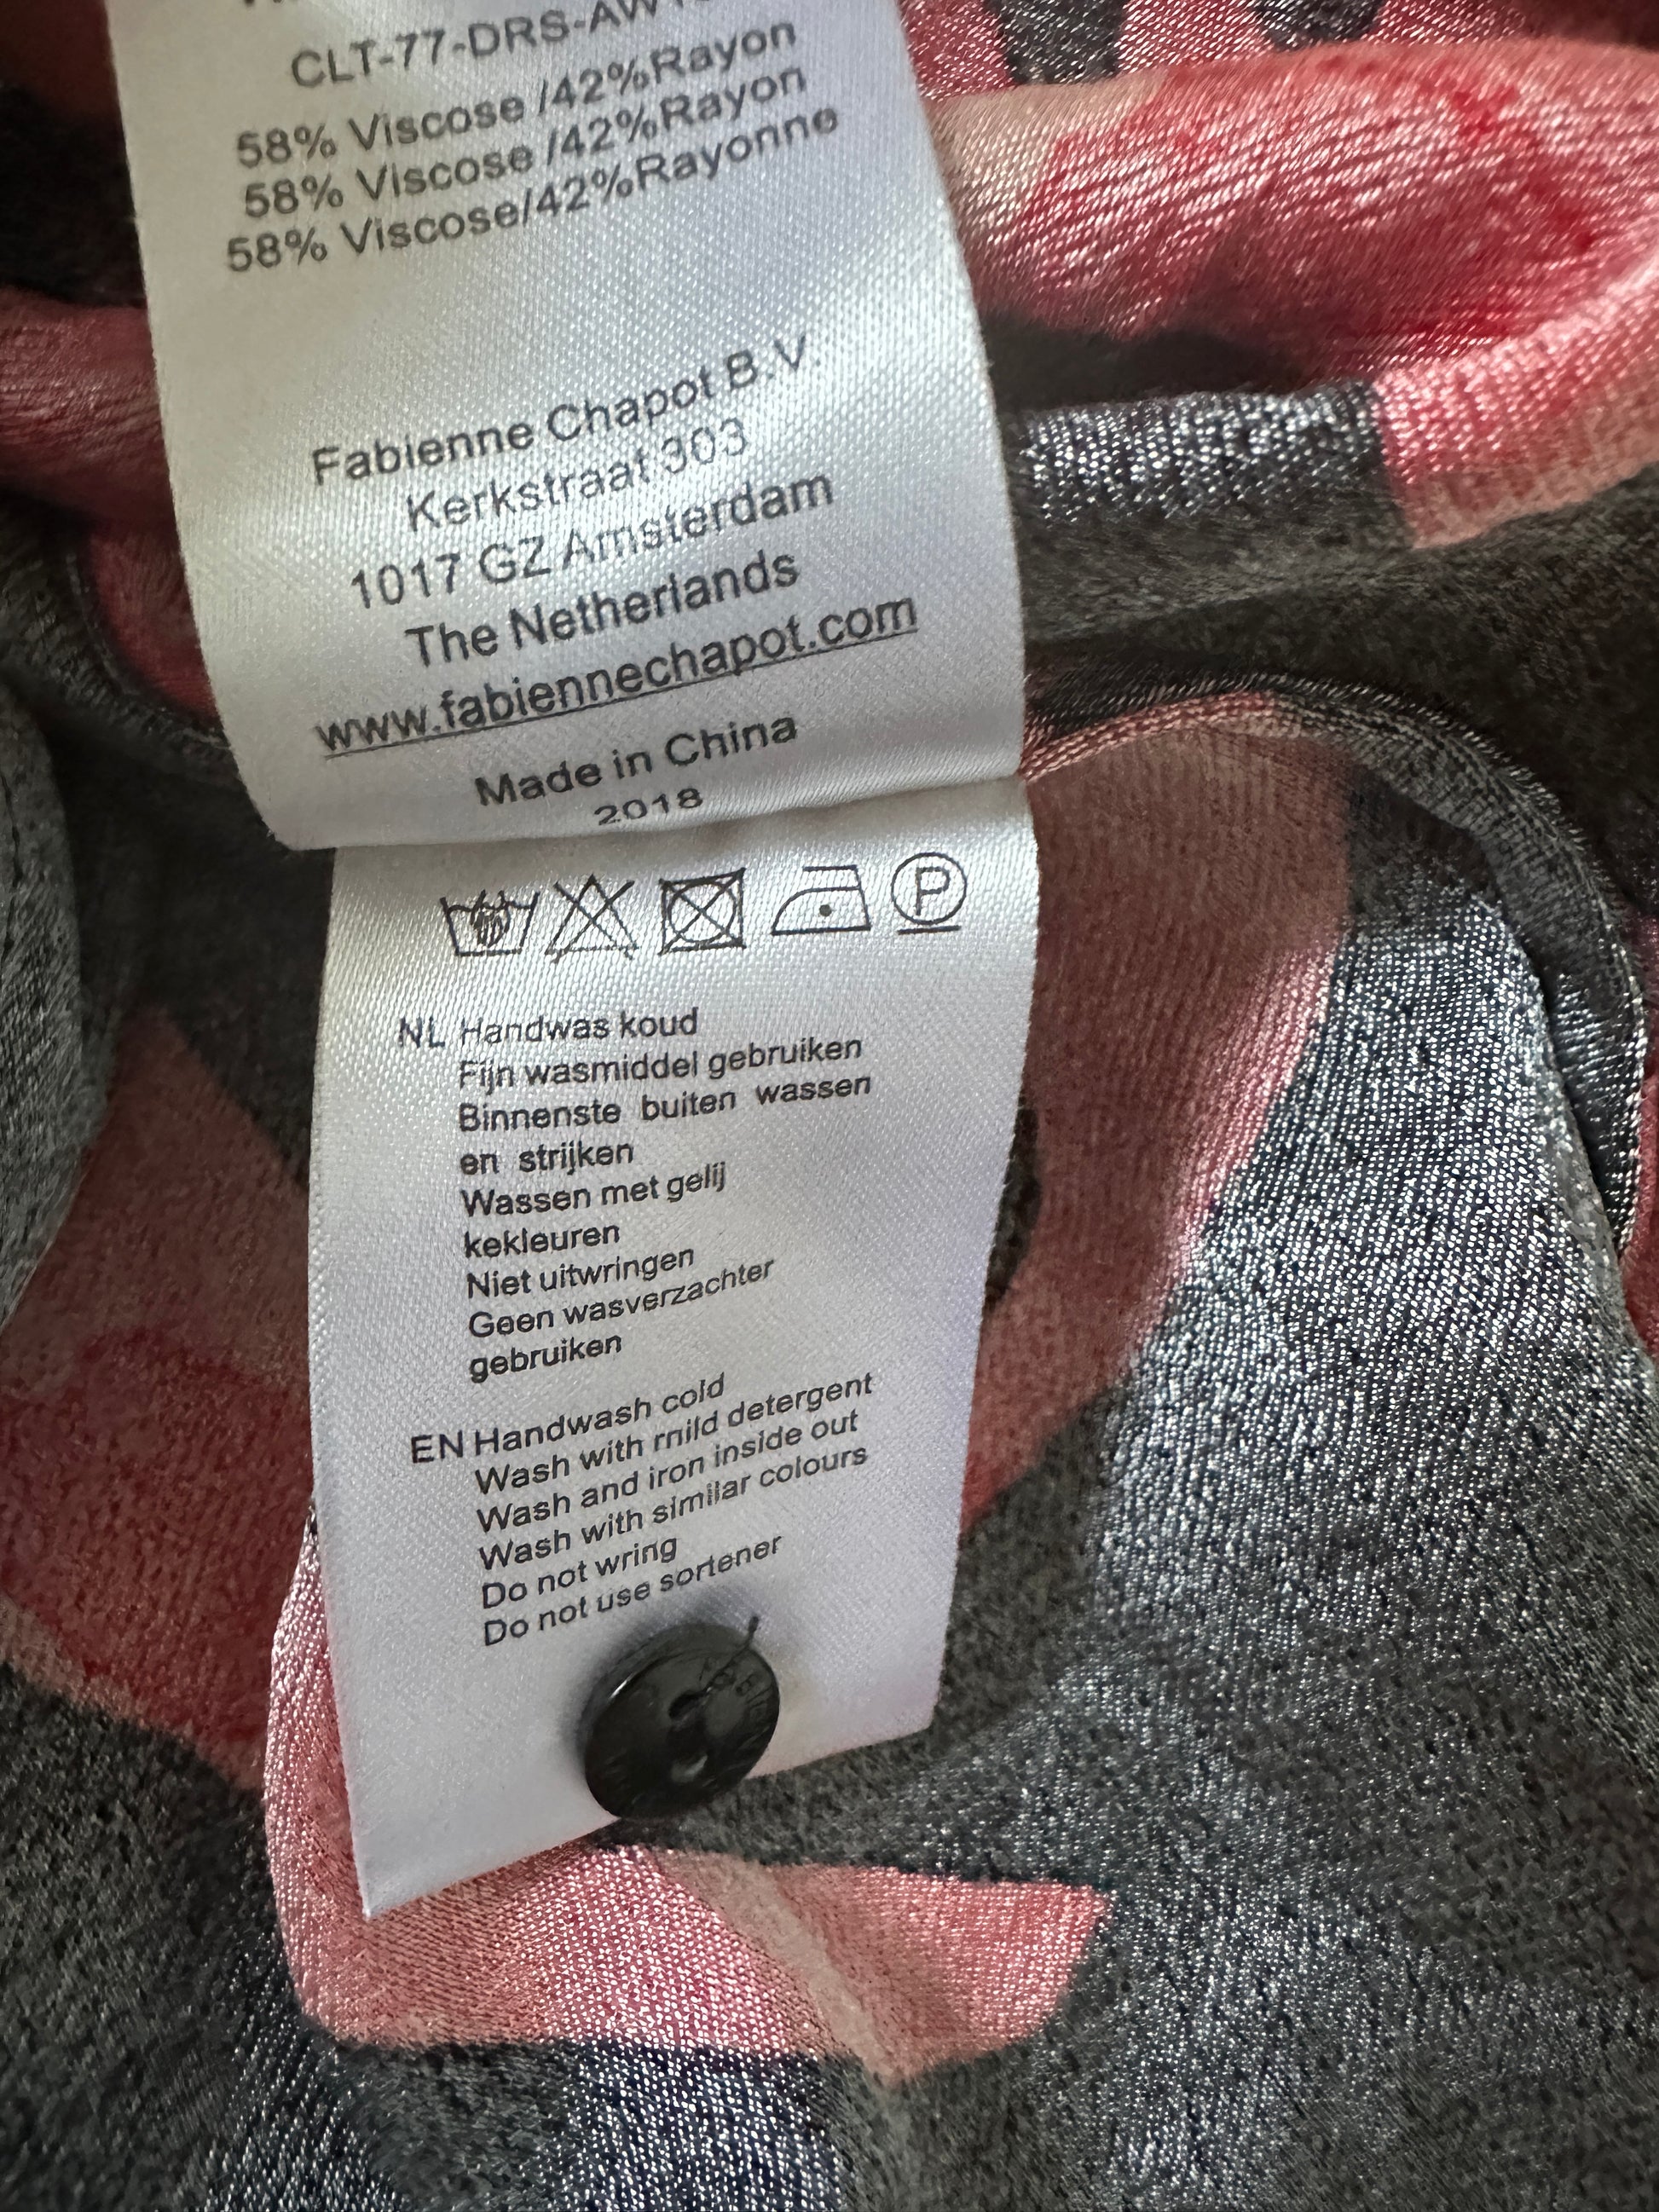 CLT-77-DRS-AW
58% Viscose /42%Rayon
58% Viscose /42%Rayon
58% Viscose/42%Rayonne
Fabienne Chapot B.V.
Kerkstraat 303
1017 GZ Amsterdam
The Netherlands
www.fabiennechapot.com
Made in China
2018
P
NL Handwas koud
Fijn wasmiddel gebruiken
Binnenste buiten wassen
en strijken
Wassen met gelij
kekleuren
Niet uitwringen
Geen wasverzachter
gebruiken
EN Handwash cold
Wash with rnild detergent
Wash and iron inside out
Wash with similar colours
Do not wring
Do not use sortener